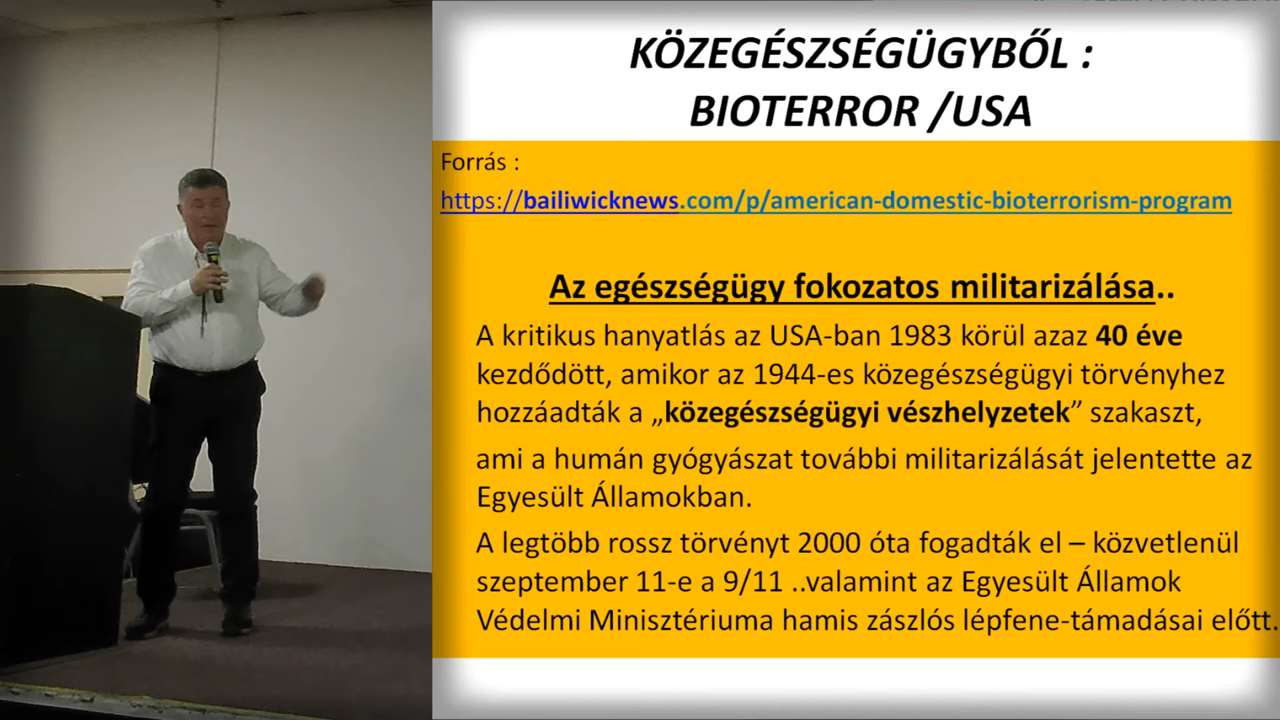 KÖZEGÉSZSÉGÜGYBŐL :
BIOTERROR /USA
Forrás :
https://bailiwicknews.com/p/american-domestic-bioterrorism-program
Az egészségügy fokozatos militarizálása..
A kritikus hanyatlás az USA-ban 1983 körül azaz 40 éve
kezdődött, amikor az 1944-es közegészségügyi törvényhez
hozzáadták a „közegészségügyi vészhelyzetek” szakaszt,
ami a humán gyógyászat további militarizálását jelentette az
Egyesült Államokban.
A legtöbb rossz törvényt 2000 óta fogadták el – közvetlenül
szeptember 11-e a 9/11 ..valamint az Egyesült Államok
Védelmi Minisztériuma hamis zászlós lépfene-támadásai előtt.